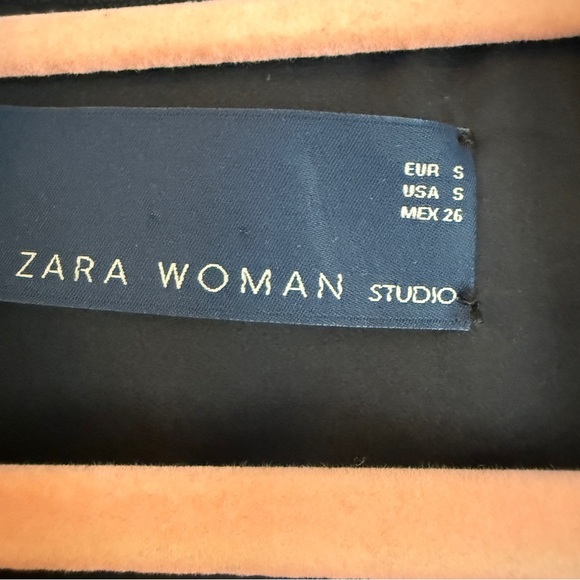 EUR S
USA S
MEX 26
ZARA WOMAN STUDIO